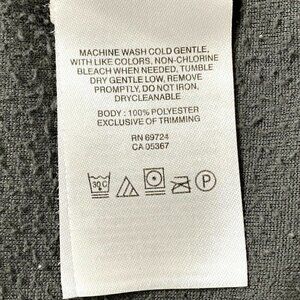 MACHINE WASH COLD GENTLE,
WITH LIKE COLORS, NON-CHLORINE
BLEACH WHEN NEEDED, TUMBLE
DRY GENTLE LOW, REMOVE
PROMPTLY, DO NOT IRON,
DRYCLEANABLE
BODY : 100% POLYESTER
EXCLUSIVE OF TRIMMING
RN 69724
CA 05367
30C P